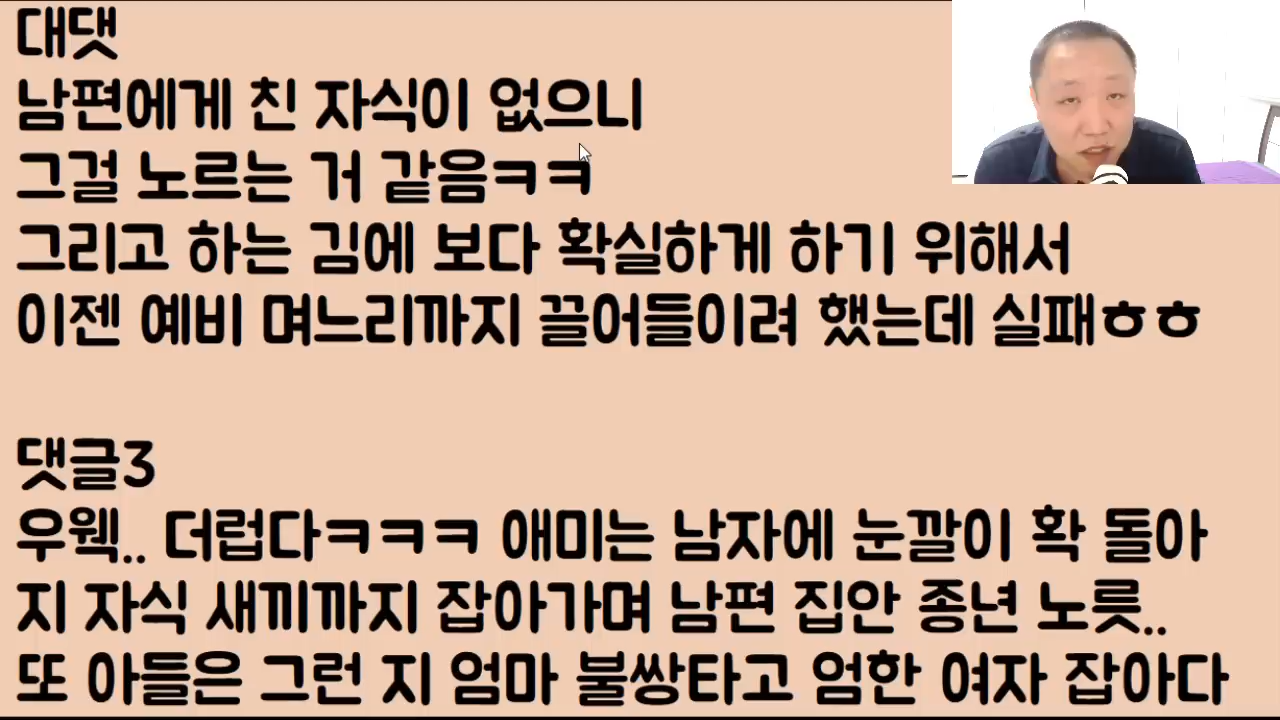 대댓
남편에게 친 자식이 없으니
그걸 노르는 거 같음ㅋㅋ
그리고 하는 김에 보다 확실하게 하기 위해서
이젠 예비 며느리까지 끌어들이려 했는데 실패ㅎㅎ
댓글3
우웩.. 더럽다ㅋㅋㅋ 애미는 남자에 눈깔이 확 돌아
지 자식 새끼까지 잡아가며 남편 집안 종년 노릇..
또 아들은 그런 지 엄마 불쌍타고 엄한 여자 잡아다